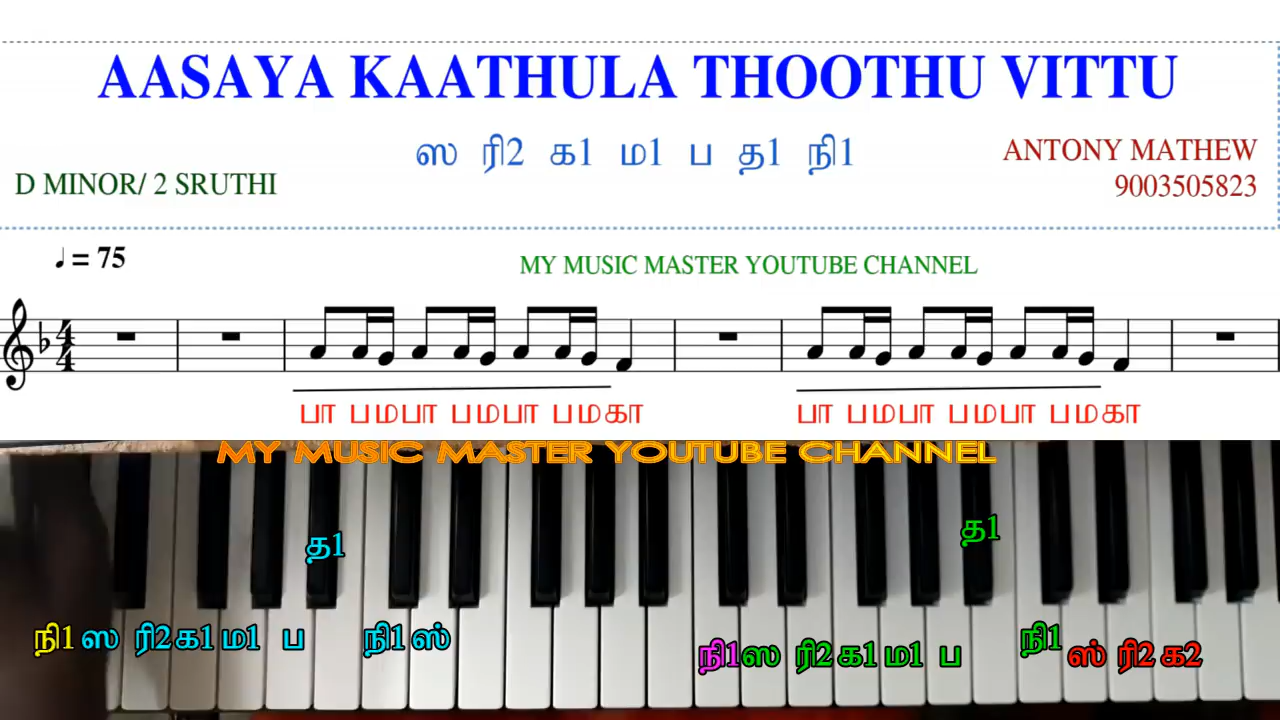 AASAYA KAATHULA THOOTHU VITTU
ஸ ரி2 க1 ம1 ப த1 நி1
ANTONY MATHEW
D MINOR/ 2 SRUTHI
9003505823
♩ = 75
MY MUSIC MASTER YOUTUBE CHANNEL
4
4
பா பமபா பமபா பமகா பா பமபா பமபா பமகா
MY MUSIC MASTER YOUTUBE CHANNEL
த1 த1
நி1 ஸ ரி2 க1 ம1 ப நி1 ஸ் நி1 ஸ ரி2 க1 ம1 ப நி1 ஸ் ரி2 க2